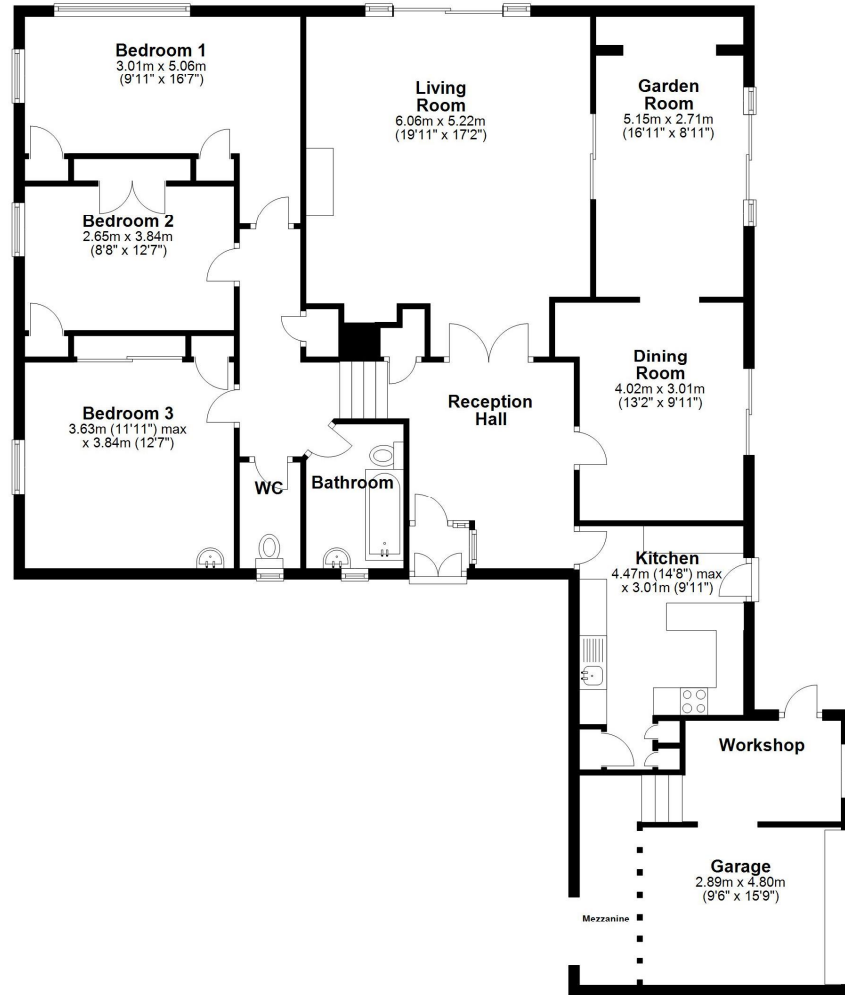 Bedroom 1
3.01m x 5.06m
(9'11" x 16'7")
Living
Room
6.06m x 5.22m
(19'11" x 17'2")
Garden
Room
5.15m x 2.71m
(16'11" x 8'11")
Bedroom 2
2.65m x 3.84m
(8'8" x 12'7")
Dining
Room
4.02m x 3.01m
(13'2" x 9'11")
Bedroom 3
3.63m (11'11") max
x 3.84m (12'7")
Reception
Hall
WC
Bathroom
Kitchen
4.47m (14'8") max
x 3.01m (9'11")
Workshop
Garage
2.89m x 4.80m
(9'6" x 15'9")
Mezzanine